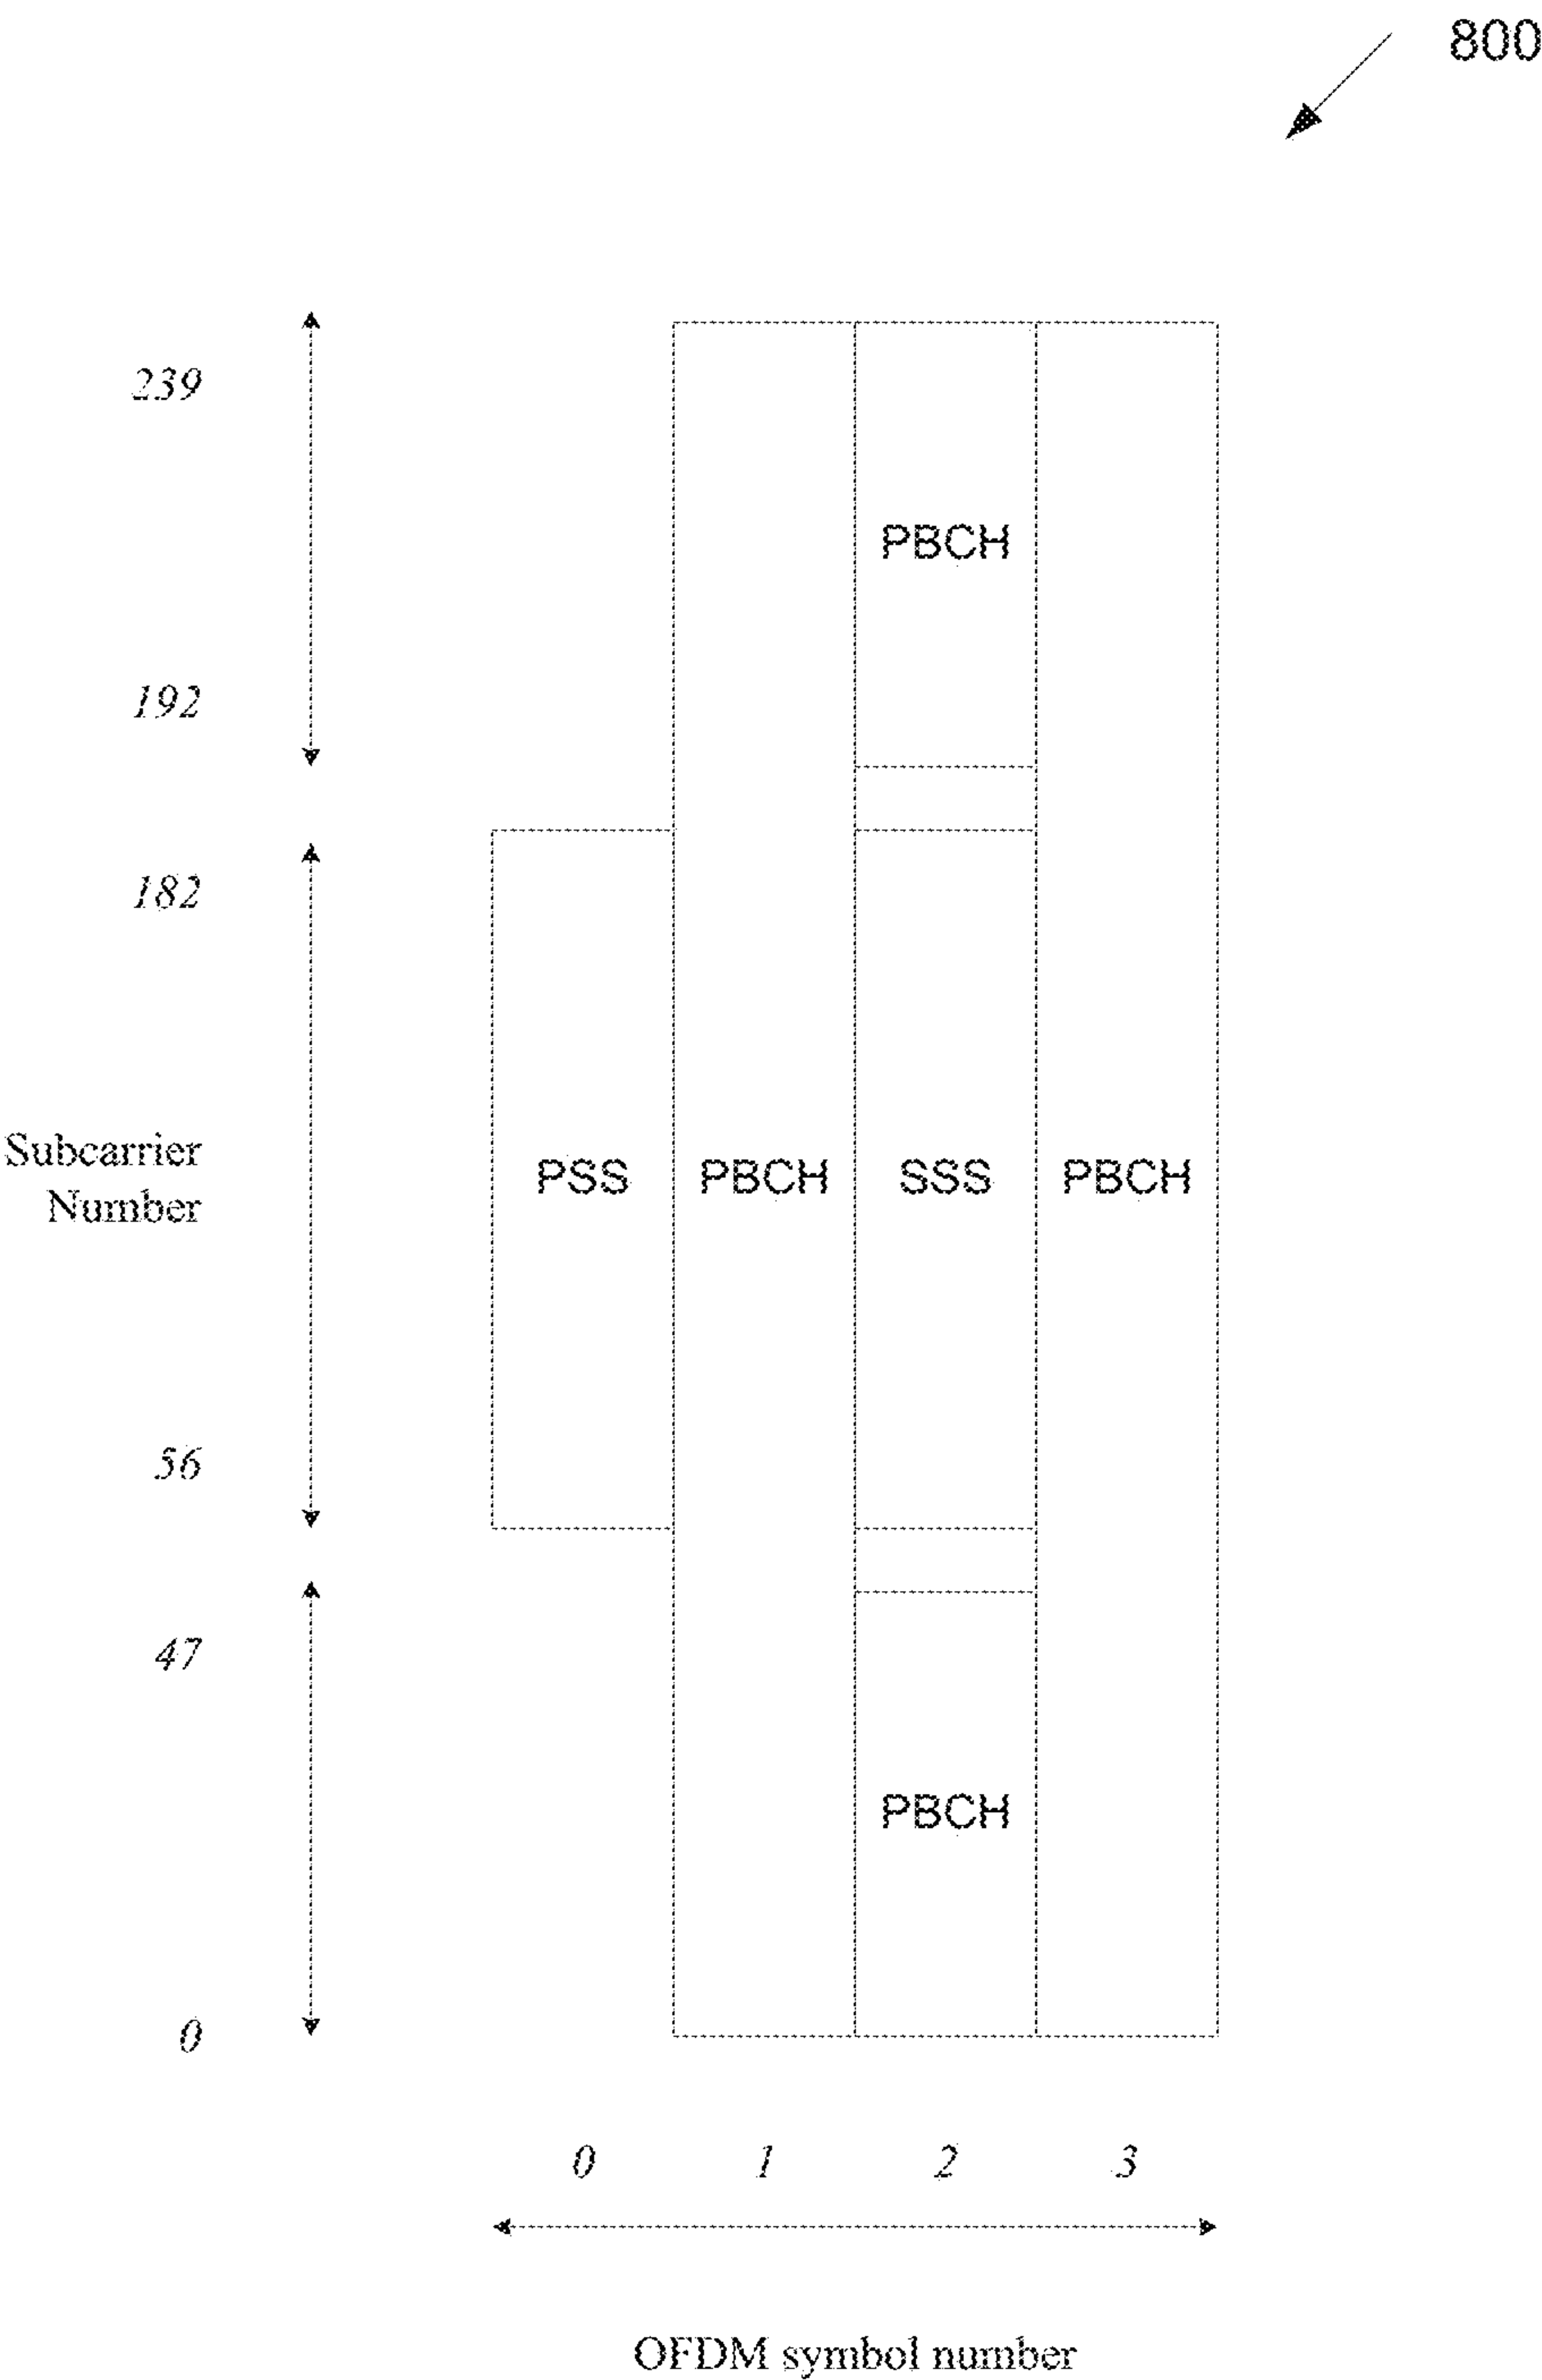 800
239
PBCH
192
182
Subcarrier
Number
PSS PBCH SSS PBCH
56
47
PBCH
0
0 1 2 3
OFDM symbol number